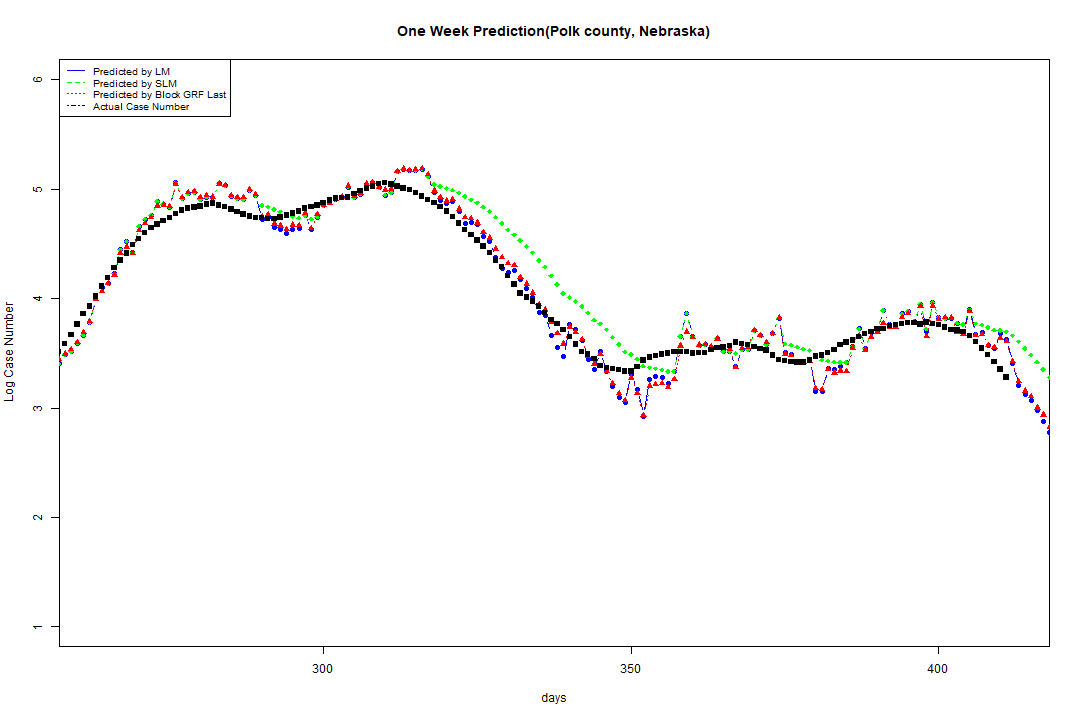 One Week Prediction(Polk county, Nebraska)
Predicted by LM
Predicted by SLM
Predicted by Block GRF Last
Actual Case Number
6
5
4
3
2
1
Log Case Number
300
350
400
days